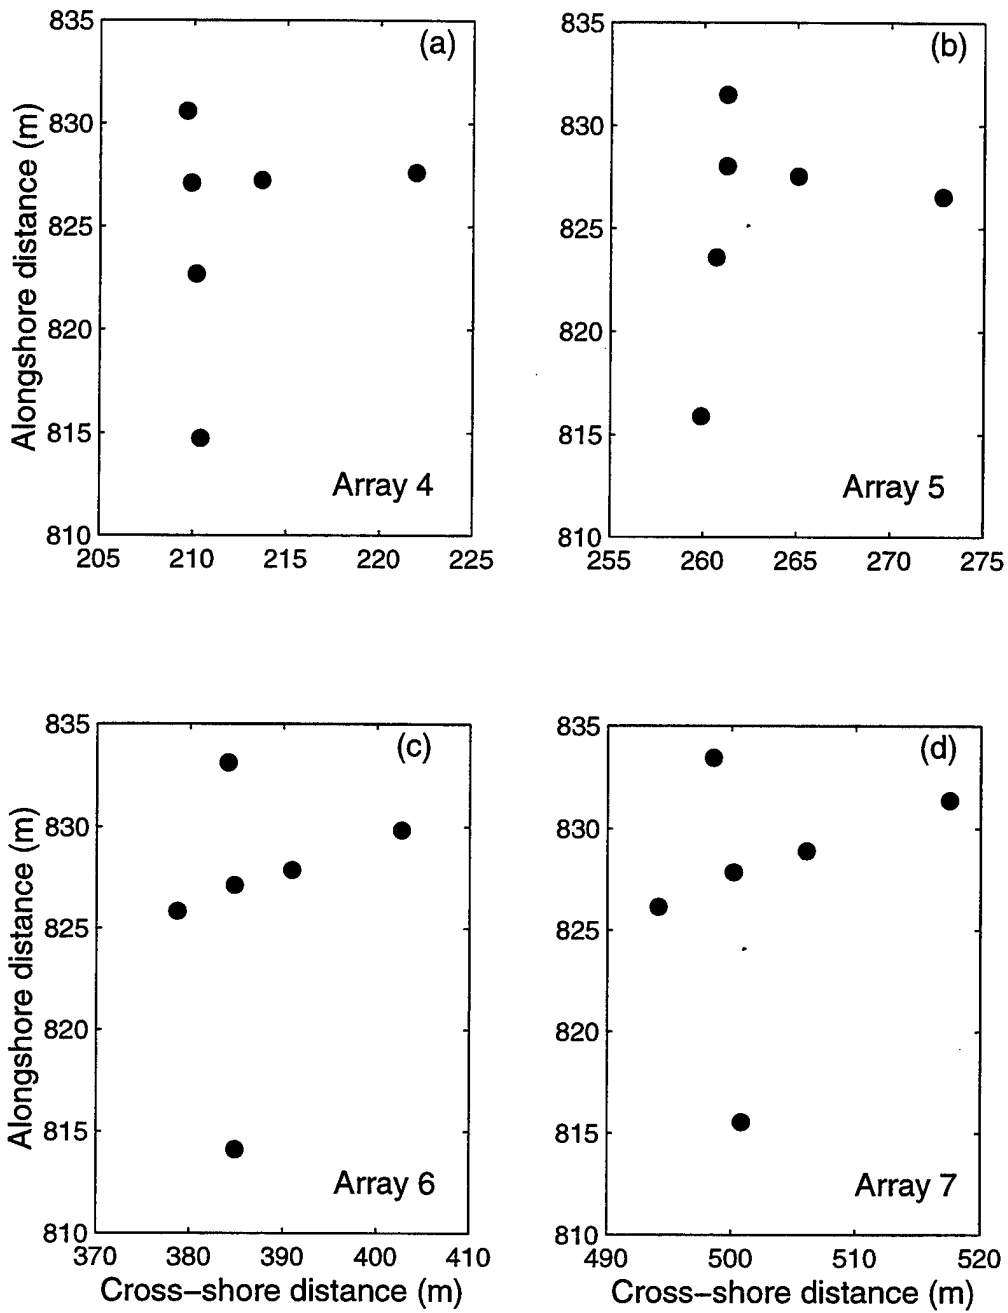 (a)
835
830
825
820
815
810
Alongshore distance (m)
Array 4
205 210 215 220 225
(b)
835
830
825
820
815
810
Array 5
255 260 265 270 275
(c)
835
830
825
820
815
810
Alongshore distance (m)
Array 6
370 380 390 400 410
Cross-shore distance (m)
(d)
835
830
825
820
815
810
Array 7
490 500 510 520
Cross-shore distance (m)